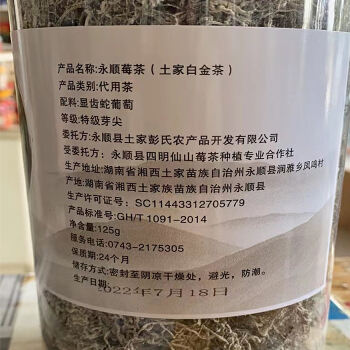 产品名称:永顺莓茶（土家白金茶）
产品类别:代用茶
配料:显齿蛇葡萄
等级:特级芽尖
委托方:永顺县土家彭氏农产品开发有限公司
受委托方：永顺县四明仙山莓茶种植专业合作社
生产地址:湖南省湘西土家族苗族自治州永顺县润雅乡凤鸣村
产地:湖南省湘西土家族苗族自治州永顺县
生产许可证号：SC11443312705779
产品标准号:GH/T 1091-2014
净含量:125g
服务电话:0743-2175305
保质期:24个月
储存方式:密封至阴凉干燥处，避光，防潮。
生产日期:
2022年7月18日